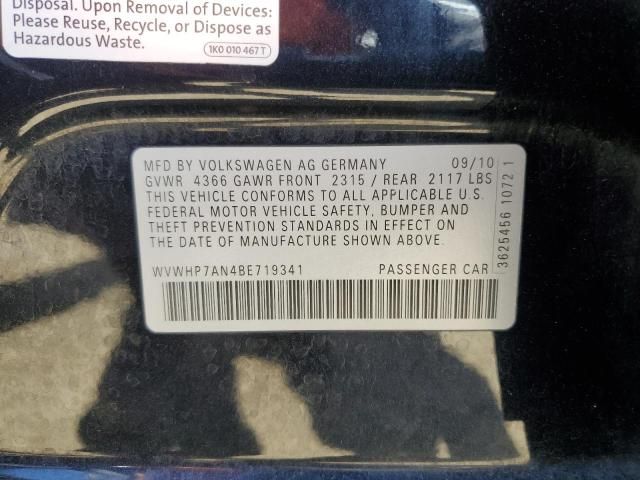 Disposal. Upon Removal of Devices:
Please Reuse, Recycle, or Dispose as
Hazardous Waste.
1K0 010 467 T
MFD BY VOLKSWAGEN AG GERMANY 09/10
GVWR 4366 GAWR FRONT 2315 / REAR 2117 LBS
THIS VEHICLE CONFORMS TO ALL APPLICABLE U.S.
FEDERAL MOTOR VEHICLE SAFETY, BUMPER AND
THEFT PREVENTION STANDARDS IN EFFECT ON
THE DATE OF MANUFACTURE SHOWN ABOVE.
WVWHP7AN4BE719341 PASSENGER CAR
3625456 1072 1